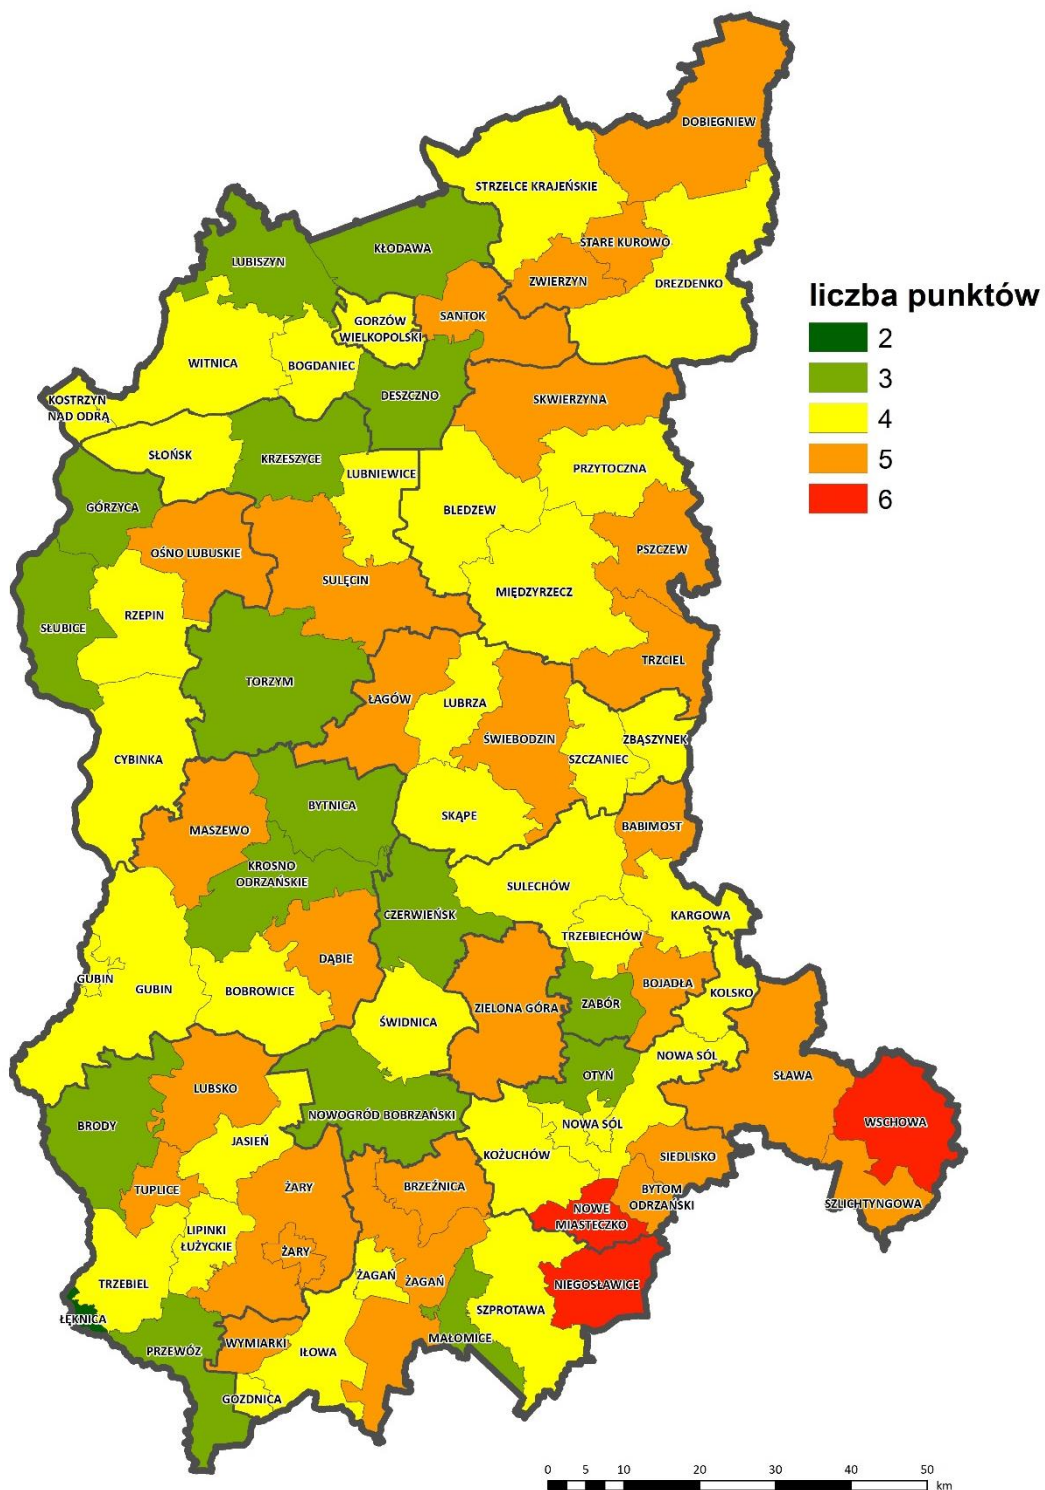 DOBIEGNIEW
STRZELCE KRAJEŃSKIE
STARE KUROWO
KŁODAWA
LUBISZYN
ZWIERZYN
DREZDENKO
liczba punktów
2
3
4
5
6
SANTOK
GORZÓW
WIELKOPOLSKI
WITNICA
BOGDANIEC
DESZCZNO
KOSTRZYN
NAD ODRĄ
SKWIERZYNA
SŁOŃSK
KRZESZYCE
LUBNIEWICE
PRZYTOCZNA
GÓRZYCA
BLEDZEW
OŚNO LUBUSKIE
PSZCZEW
SULĘCIN
MIĘDZYRZECZ
RZEPIN
SŁUBICE
TRZCIEL
TORZYM
ŁAGÓW
LUBRZA
ŚWIEBODZIN
ZBĄSZYNEK
CYBINKA
SZCZANIEC
BYTNICA
SKĄPE
MASZEWO
BABIMOST
KROSNO
ODRZAŃSKIE
SULECHÓW
CZERWIEŃSK
KARGOWA
TRZEBIECHÓW
DĄBIE
GUBIN
GUBIN
BOBROWICE
BOJADŁA
KOLSKO
ZIELONA GÓRA
ZABÓR
ŚWIDNICA
NOWA SÓL
OTYŃ
SŁAWA
LUBSKO
NOWOGRÓD BOBRZAŃSKI
WSCHOWA
BRODY
JASIEŃ
NOWA SÓL
KOŻUCHÓW
SIEDLISKO
TUPLICE
ŻARY
BRZEŹNICA
BYTOM
ODRZAŃSKI
SZLICHTYNGOWA
NOWE
MIASTECZKO
LIPINKI
ŁUŻYCKIE
ŻARY
TRZEBIEL
ŻAGAŃ
ŻAGAŃ
NIEGOSŁAWICE
SZPROTAWA
ŁĘKNICA
MAŁOMICE
PRZEWÓZ
WYMIARKI
IŁOWA
GOZDNICA
0 5 10 20 30 40 50
km